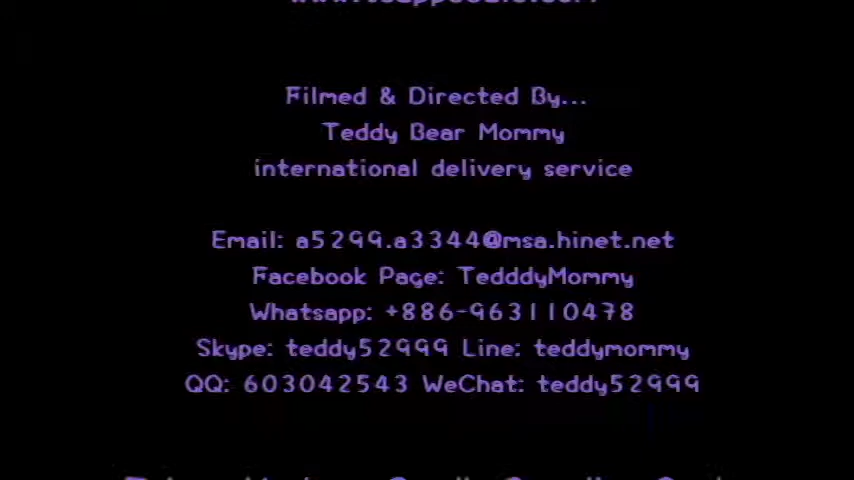 Filmed & Directed By...
Teddy Bear Mommy
international delivery service
Email: a5299.a3344@msa.hinet.net
Facebook Page: TedddyMommy
Whatsapp: +886-963110478
Skype: teddy52999 Line: teddymommy
QQ: 603042543 WeChat: teddy52999